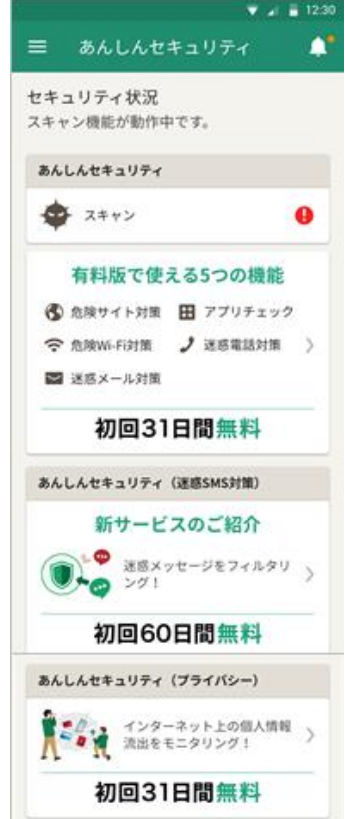 12:30
あんしんセキュリティ
セキュリティ状況
スキャン機能が動作中です。
あんしんセキュリティ
スキャン
有料版で使える5つの機能
危険サイト対策 アプリチェック
危険Wi-Fi対策 迷惑電話対策
迷惑メール対策
初回31日間無料
あんしんセキュリティ（迷惑SMS対策）
新サービスのご紹介
迷惑メッセージをフィルタリ
ング！
初回60日間無料
あんしんセキュリティ（プライバシー）
インターネット上の個人情報
流出をモニタリング！
初回31日間無料